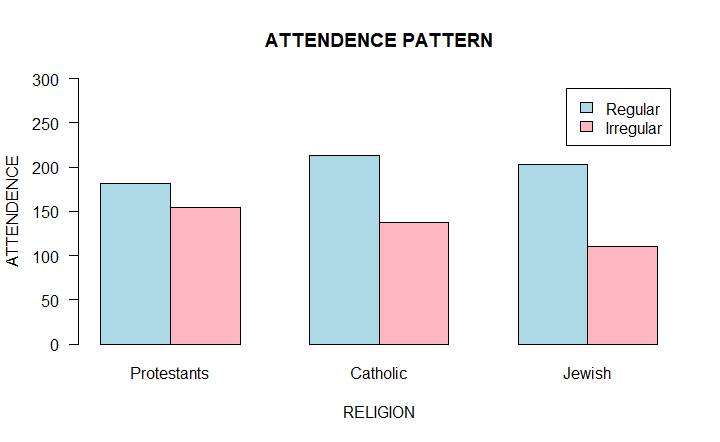 ATTENDENCE PATTERN
300
250
200
150
100
50
0
ATTENDENCE
Regular
Irregular
Protestants
Catholic
Jewish
RELIGION